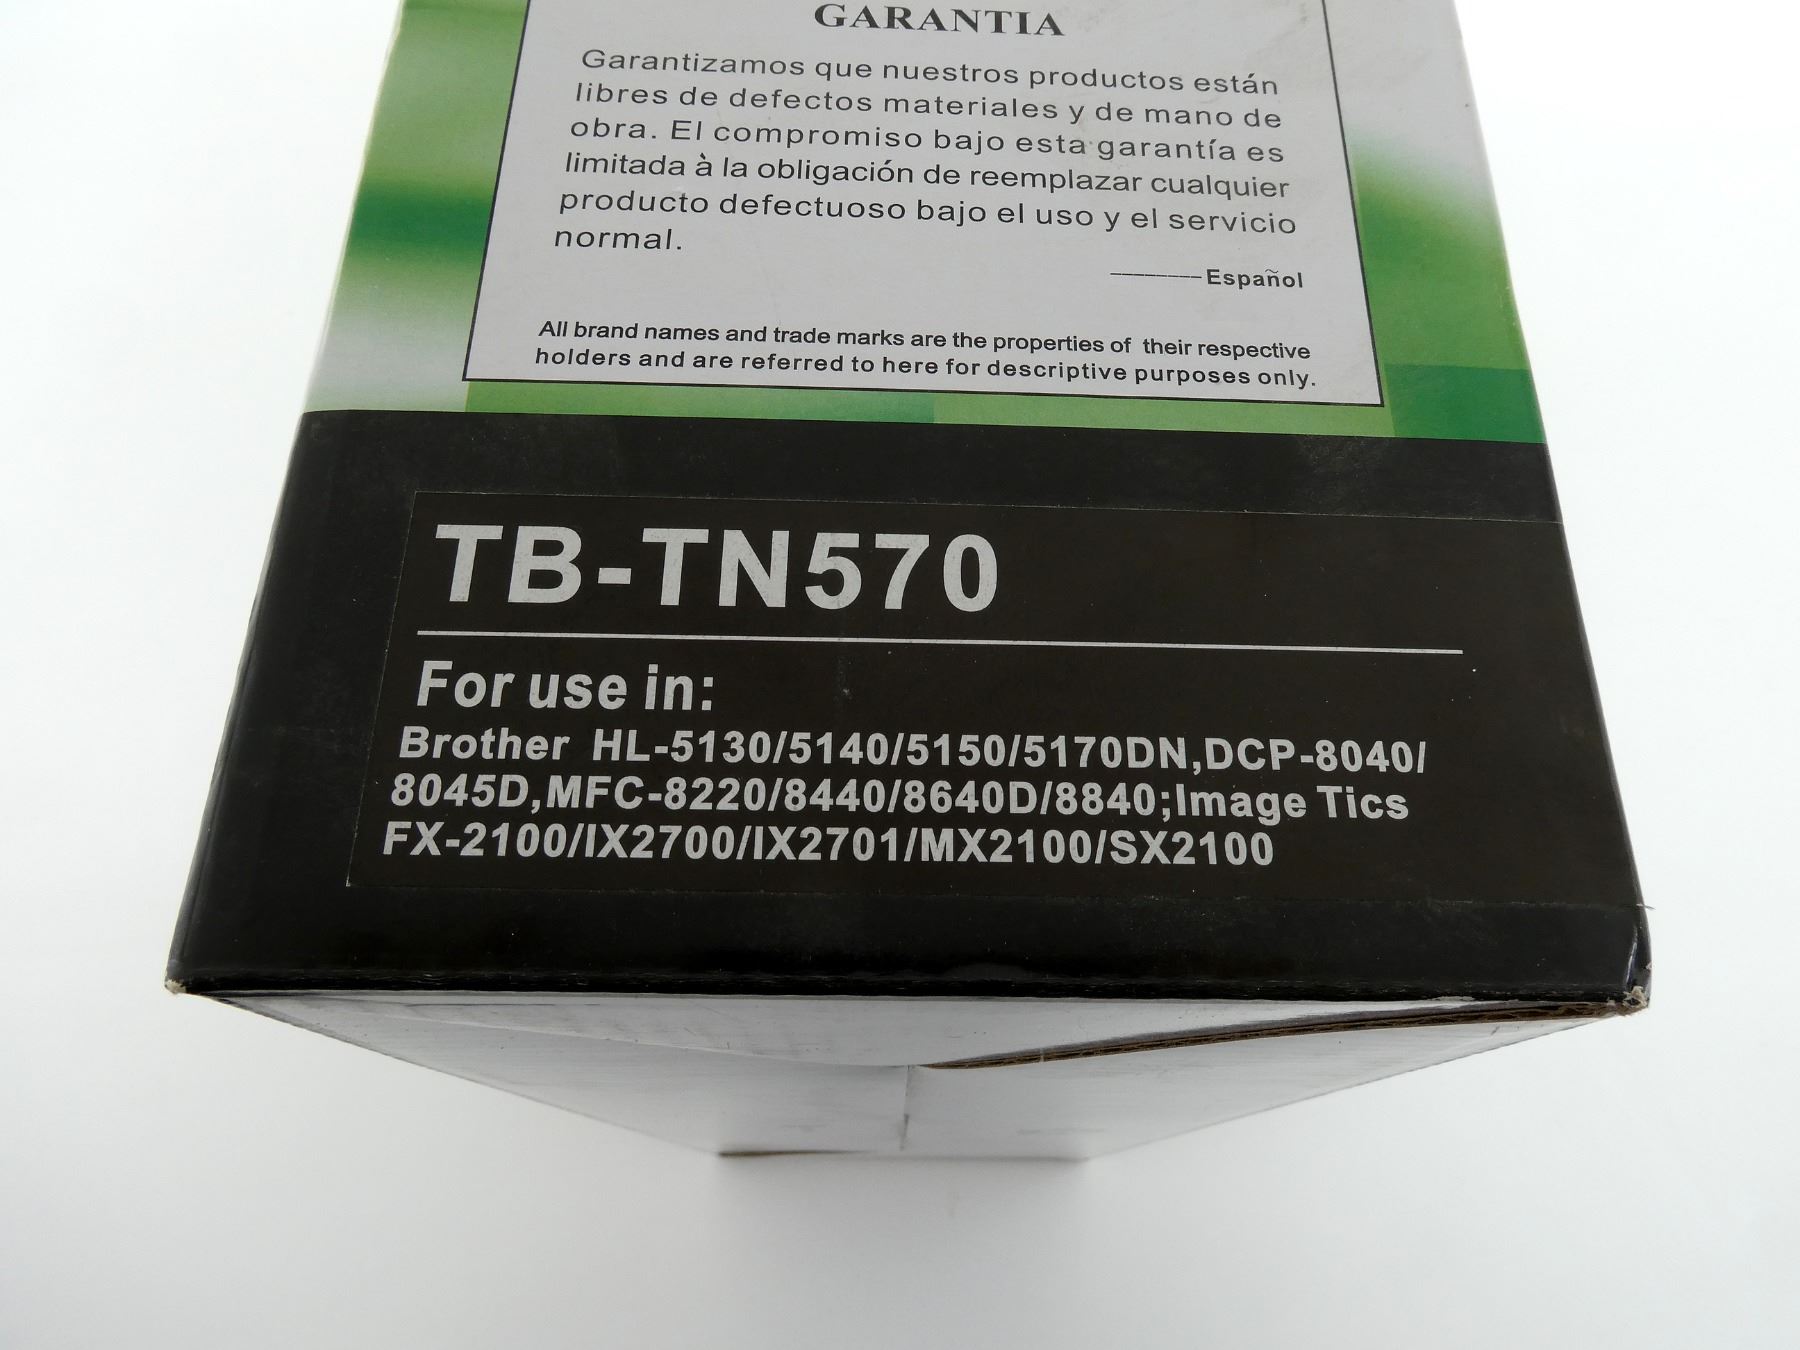 GARANTIA
Garantizamos que nuestros productos están
libres de defectos materiales y de mano de
obra. El compromiso bajo esta garantía es
limitada à la obligación de reemplazar cualquier
producto defectuoso bajo el uso y el servicio
normal.
————Español
All brand names and trade marks are the properties of their respective
holders and are referred to here for descriptive purposes only.
TB-TN570
For use in:
Brother HL-5130/5140/5150/5170DN,DCP-8040/
8045D,MFC-8220/8440/8640D/8840;Image Tics
FX-2100/IX2700/IX2701/MX2100/SX2100